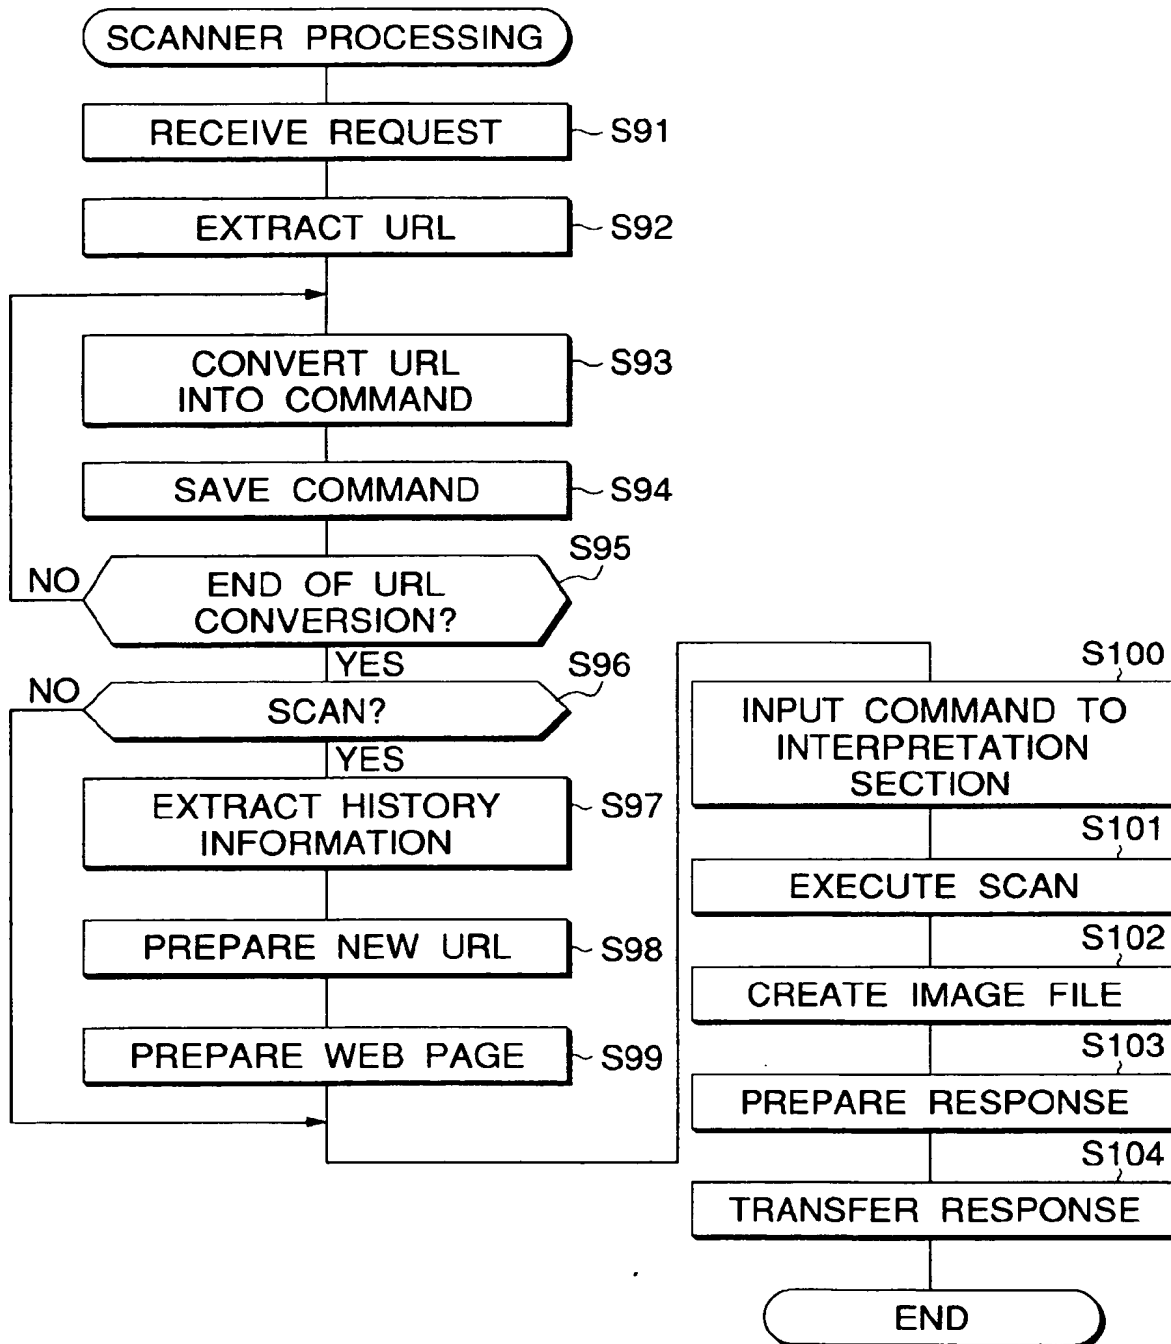 SCANNER PROCESSING
RECEIVE REQUEST
S91
EXTRACT URL
S92
CONVERT URL
INTO COMMAND
S93
SAVE COMMAND
S94
S95
NO
END OF URL
CONVERSION?
YES
S96
NO
SCAN?
YES
EXTRACT HISTORY
INFORMATION
S97
PREPARE NEW URL
S98
PREPARE WEB PAGE
S99
S100
INPUT COMMAND TO
INTERPRETATION
SECTION
S101
EXECUTE SCAN
S102
CREATE IMAGE FILE
S103
PREPARE RESPONSE
S104
TRANSFER RESPONSE
END